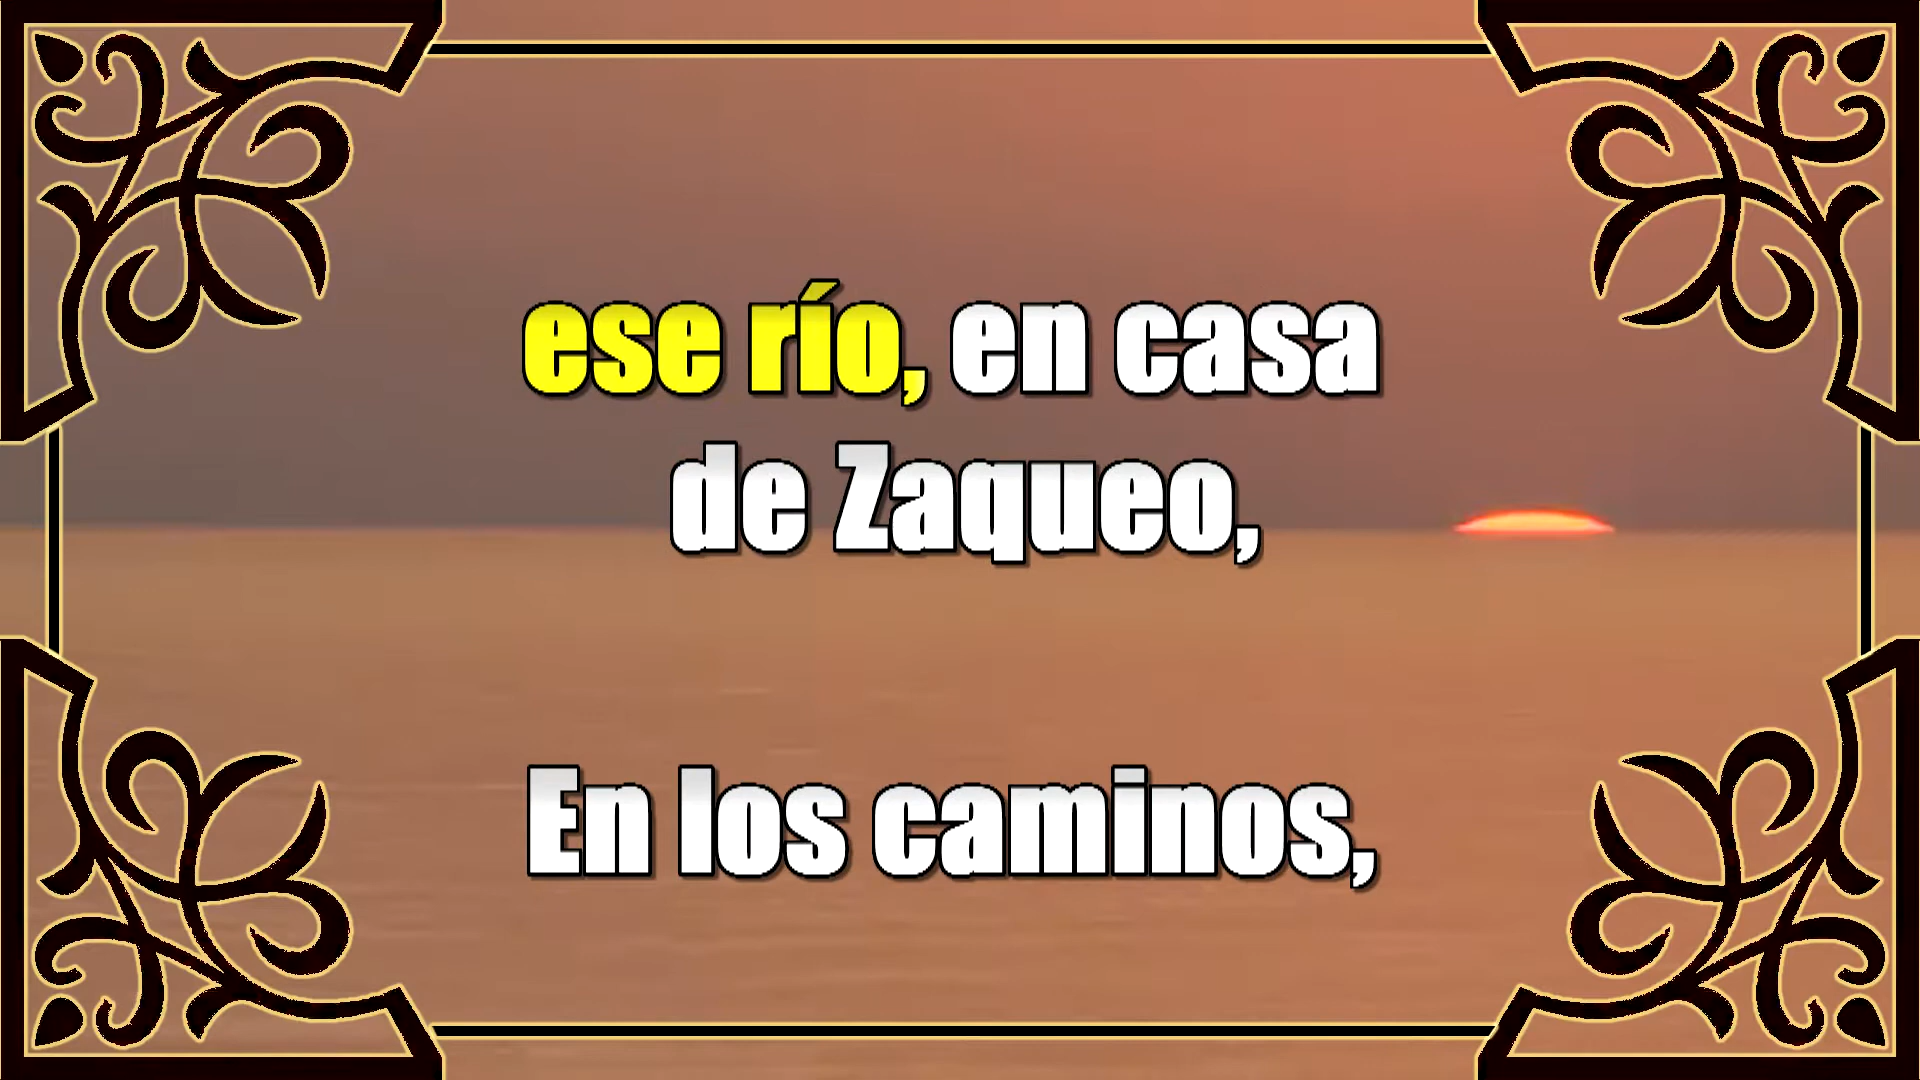 ese río, en casa
de Zaqueo,
En los caminos,